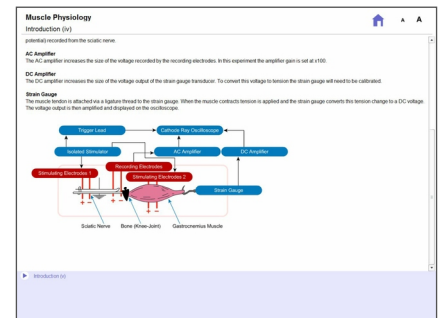 Muscle Physiology
Introduction (iv)
A A
potential) recorded from the sciatic nerve.
AC Amplifier
The AC amplifier increases the size of the voltage recorded by the recording electrodes. In this experiment the amplifier gain is set at x100.
DC Amplifier
The DC amplifier increases the size of the voltage output of the strain gauge transducer. To convert this voltage to tension the strain gauge will need to be calibrated.
Strain Gauge
The muscle tendon is attached via a ligature thread to the strain gauge. When the muscle contracts tension is applied and the strain gauge converts this tension change to a DC voltage.
The voltage output is then amplified and displayed on the oscilloscope.
Trigger Lead
Cathode Ray Oscilloscope
Isolated Stimulator
AC Amplifier
DC Amplifier
Recording Electrodes
Stimulating Electrodes 1
Stimulating Electrodes 2
Strain Gauge
Sciatic Nerve
Bone (Knee-Joint)
Gastrocnemius Muscle
Introduction (v)